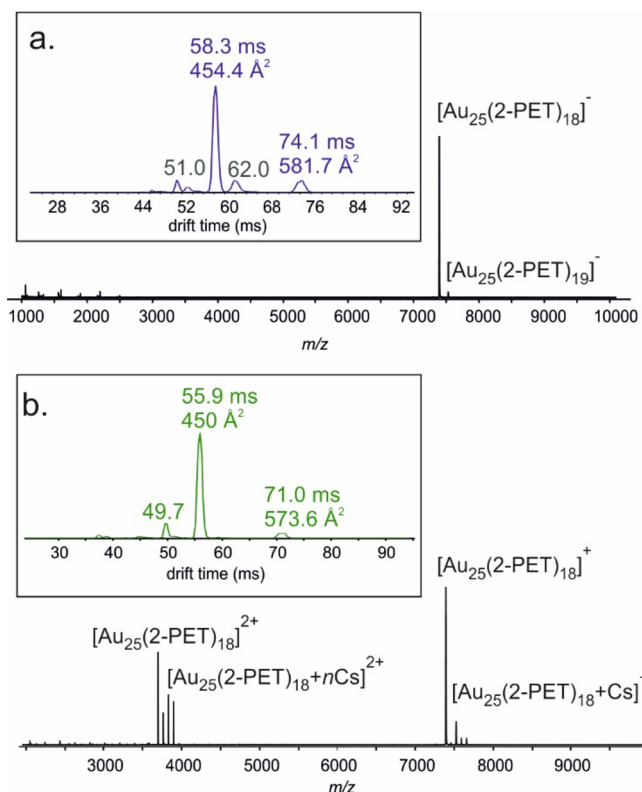 a.
58.3 ms
454.4 Å²
74.1 ms
581.7 Å²
51.0
62.0
28 36 44 52 60 68 76 84 92
drift time (ms)
[Au₂₅(2-PET)₁₈]⁻
[Au₂₅(2-PET)₁₉]⁻
1000 2000 3000 4000 5000 6000 7000 8000 9000 10000
m/z
b.
55.9 ms
450 Å²
49.7
71.0 ms
573.6 Å²
30 40 50 60 70 80 90
drift time (ms)
[Au₂₅(2-PET)₁₈]⁺
[Au₂₅(2-PET)₁₈]²⁺
[Au₂₅(2-PET)₁₈+nCs]²⁺
[Au₂₅(2-PET)₁₈+Cs]
3000 4000 5000 6000 7000 8000 9000
m/z